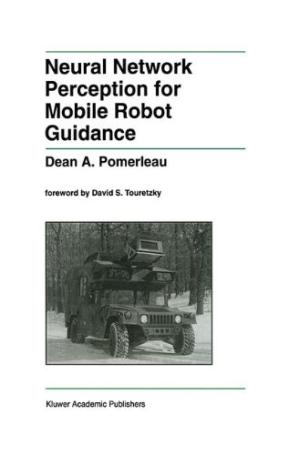 Neural Network
Perception for
Mobile Robot
Guidance
Dean A. Pomerleau
foreword by David S. Touretzky
Kluwer Academic Publishers